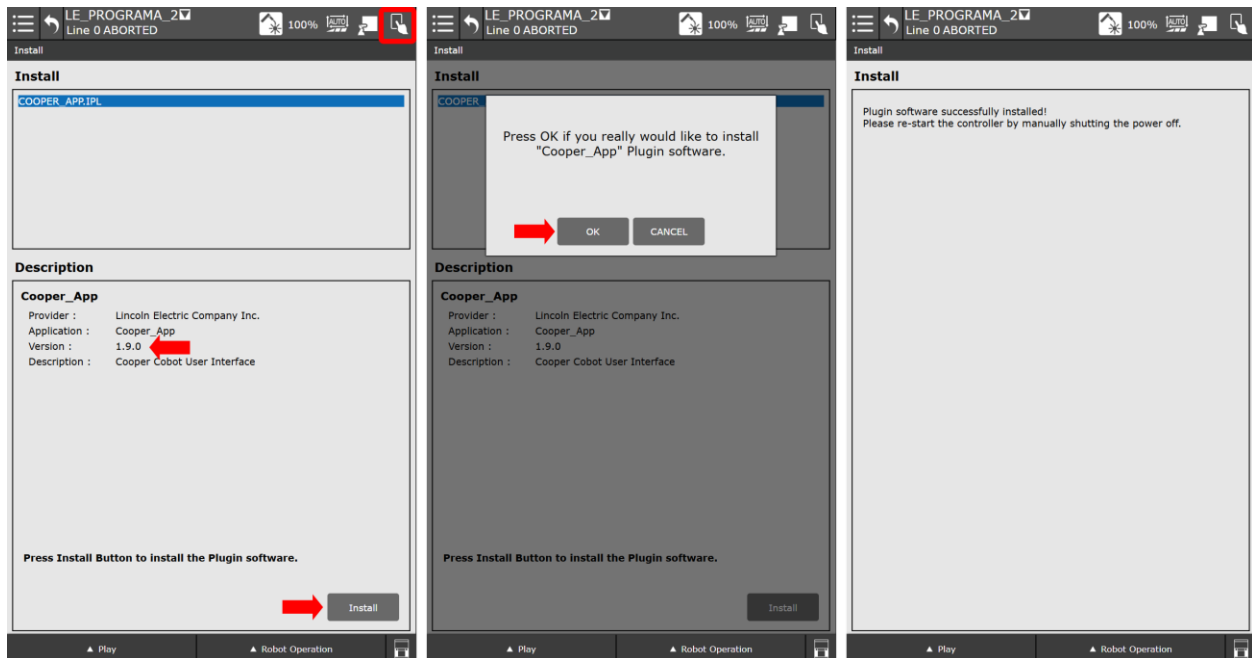 LE_PROGRAMA_2
Line 0 ABORTED
100%
AUTO
Install
Install
COOPER_APP.IPL
Description
Cooper_App
Provider : Lincoln Electric Company Inc.
Application : Cooper_App
Version : 1.9.0
Description : Cooper Cobot User Interface
Press Install Button to install the Plugin software.
Install
Play
Robot Operation
LE_PROGRAMA_2
Line 0 ABORTED
100%
AUTO
Install
Install
COOPER
Press OK if you really would like to install
"Cooper_App" Plugin software.
OK
CANCEL
Description
Cooper_App
Provider : Lincoln Electric Company Inc.
Application : Cooper_App
Version : 1.9.0
Description : Cooper Cobot User Interface
Press Install Button to install the Plugin software.
Install
Play
Robot Operation
LE_PROGRAMA_2
Line 0 ABORTED
100%
AUTO
Install
Install
Plugin software successfully installed!
Please re-start the controller by manually shutting the power off.
Play
Robot Operation